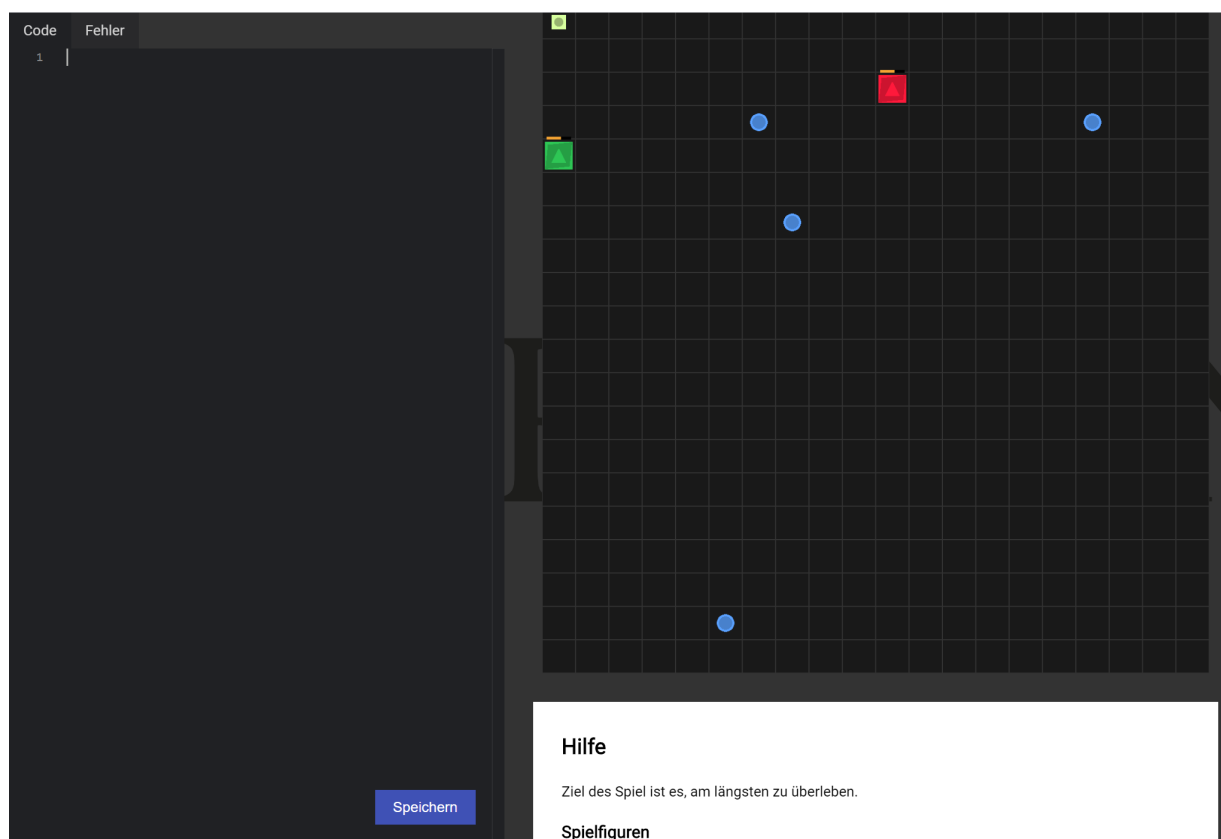 Code Fehler
1
Speichern
Hilfe
Ziel des Spiel ist es, am längsten zu überleben.
Spielfiguren